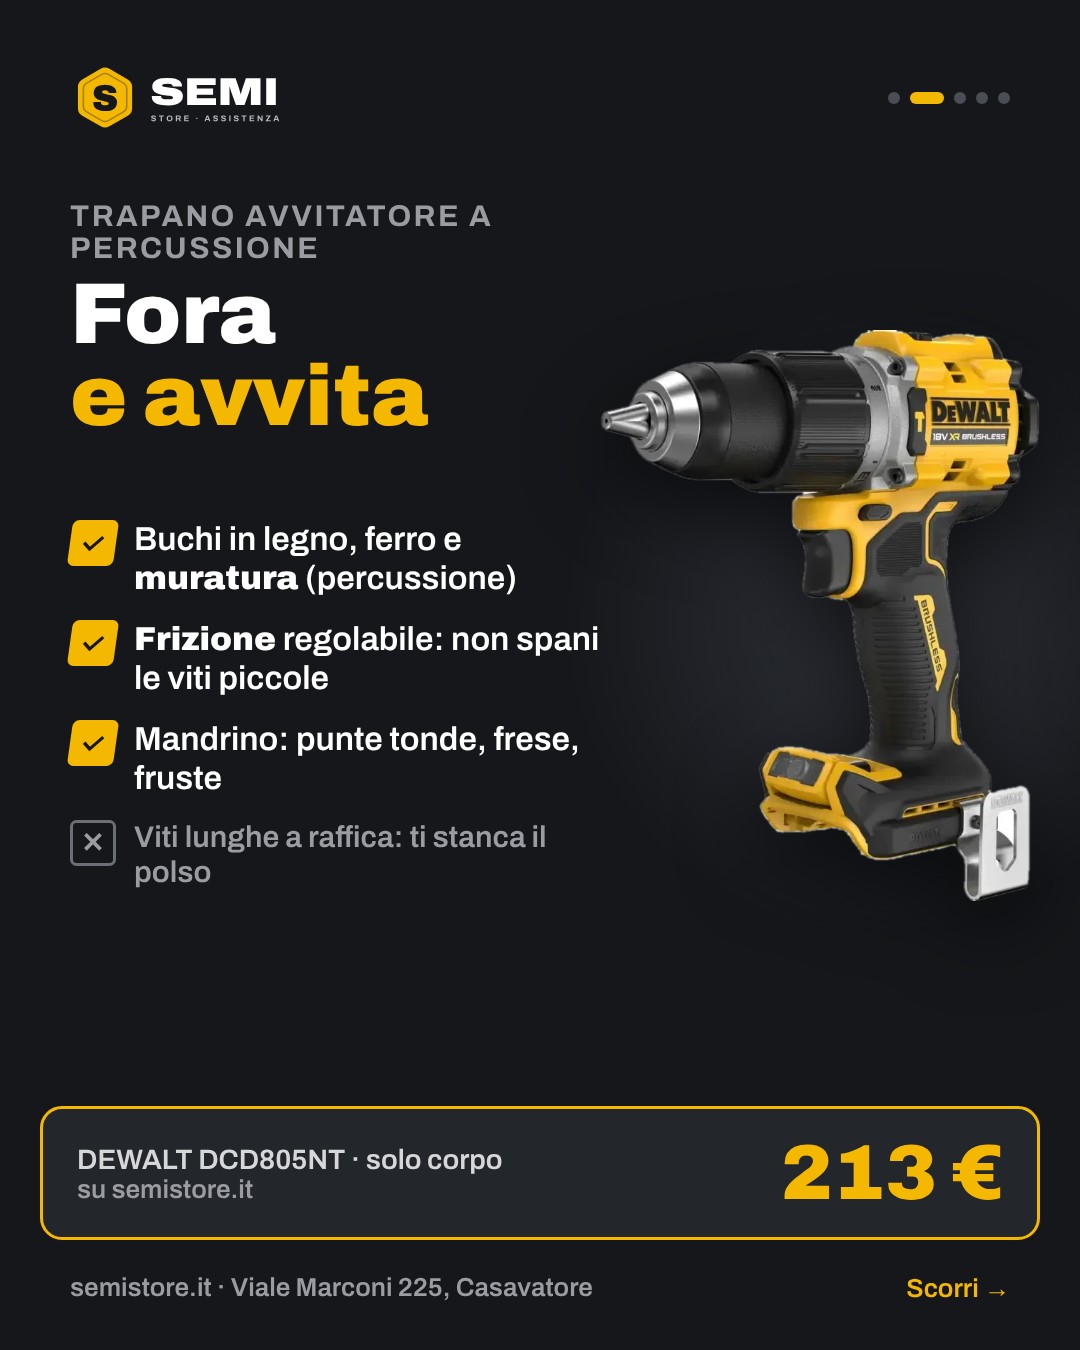 S
SEMI
STORE · ASSISTENZA
TRAPANO AVVITATORE A
PERCUSSIONE
Fora
e avvita
Buchi in legno, ferro e
muratura (percussione)
Frizione regolabile: non spani
le viti piccole
Mandrino: punte tonde, frese,
fruste
Viti lunghe a raffica: ti stanca il
polso
DEWALT
18V XR BRUSHLESS
BRUSHLESS
DEWALT DCD805NT · solo corpo
su semistore.it
213 €
semistore.it · Viale Marconi 225, Casavatore
Scorri →